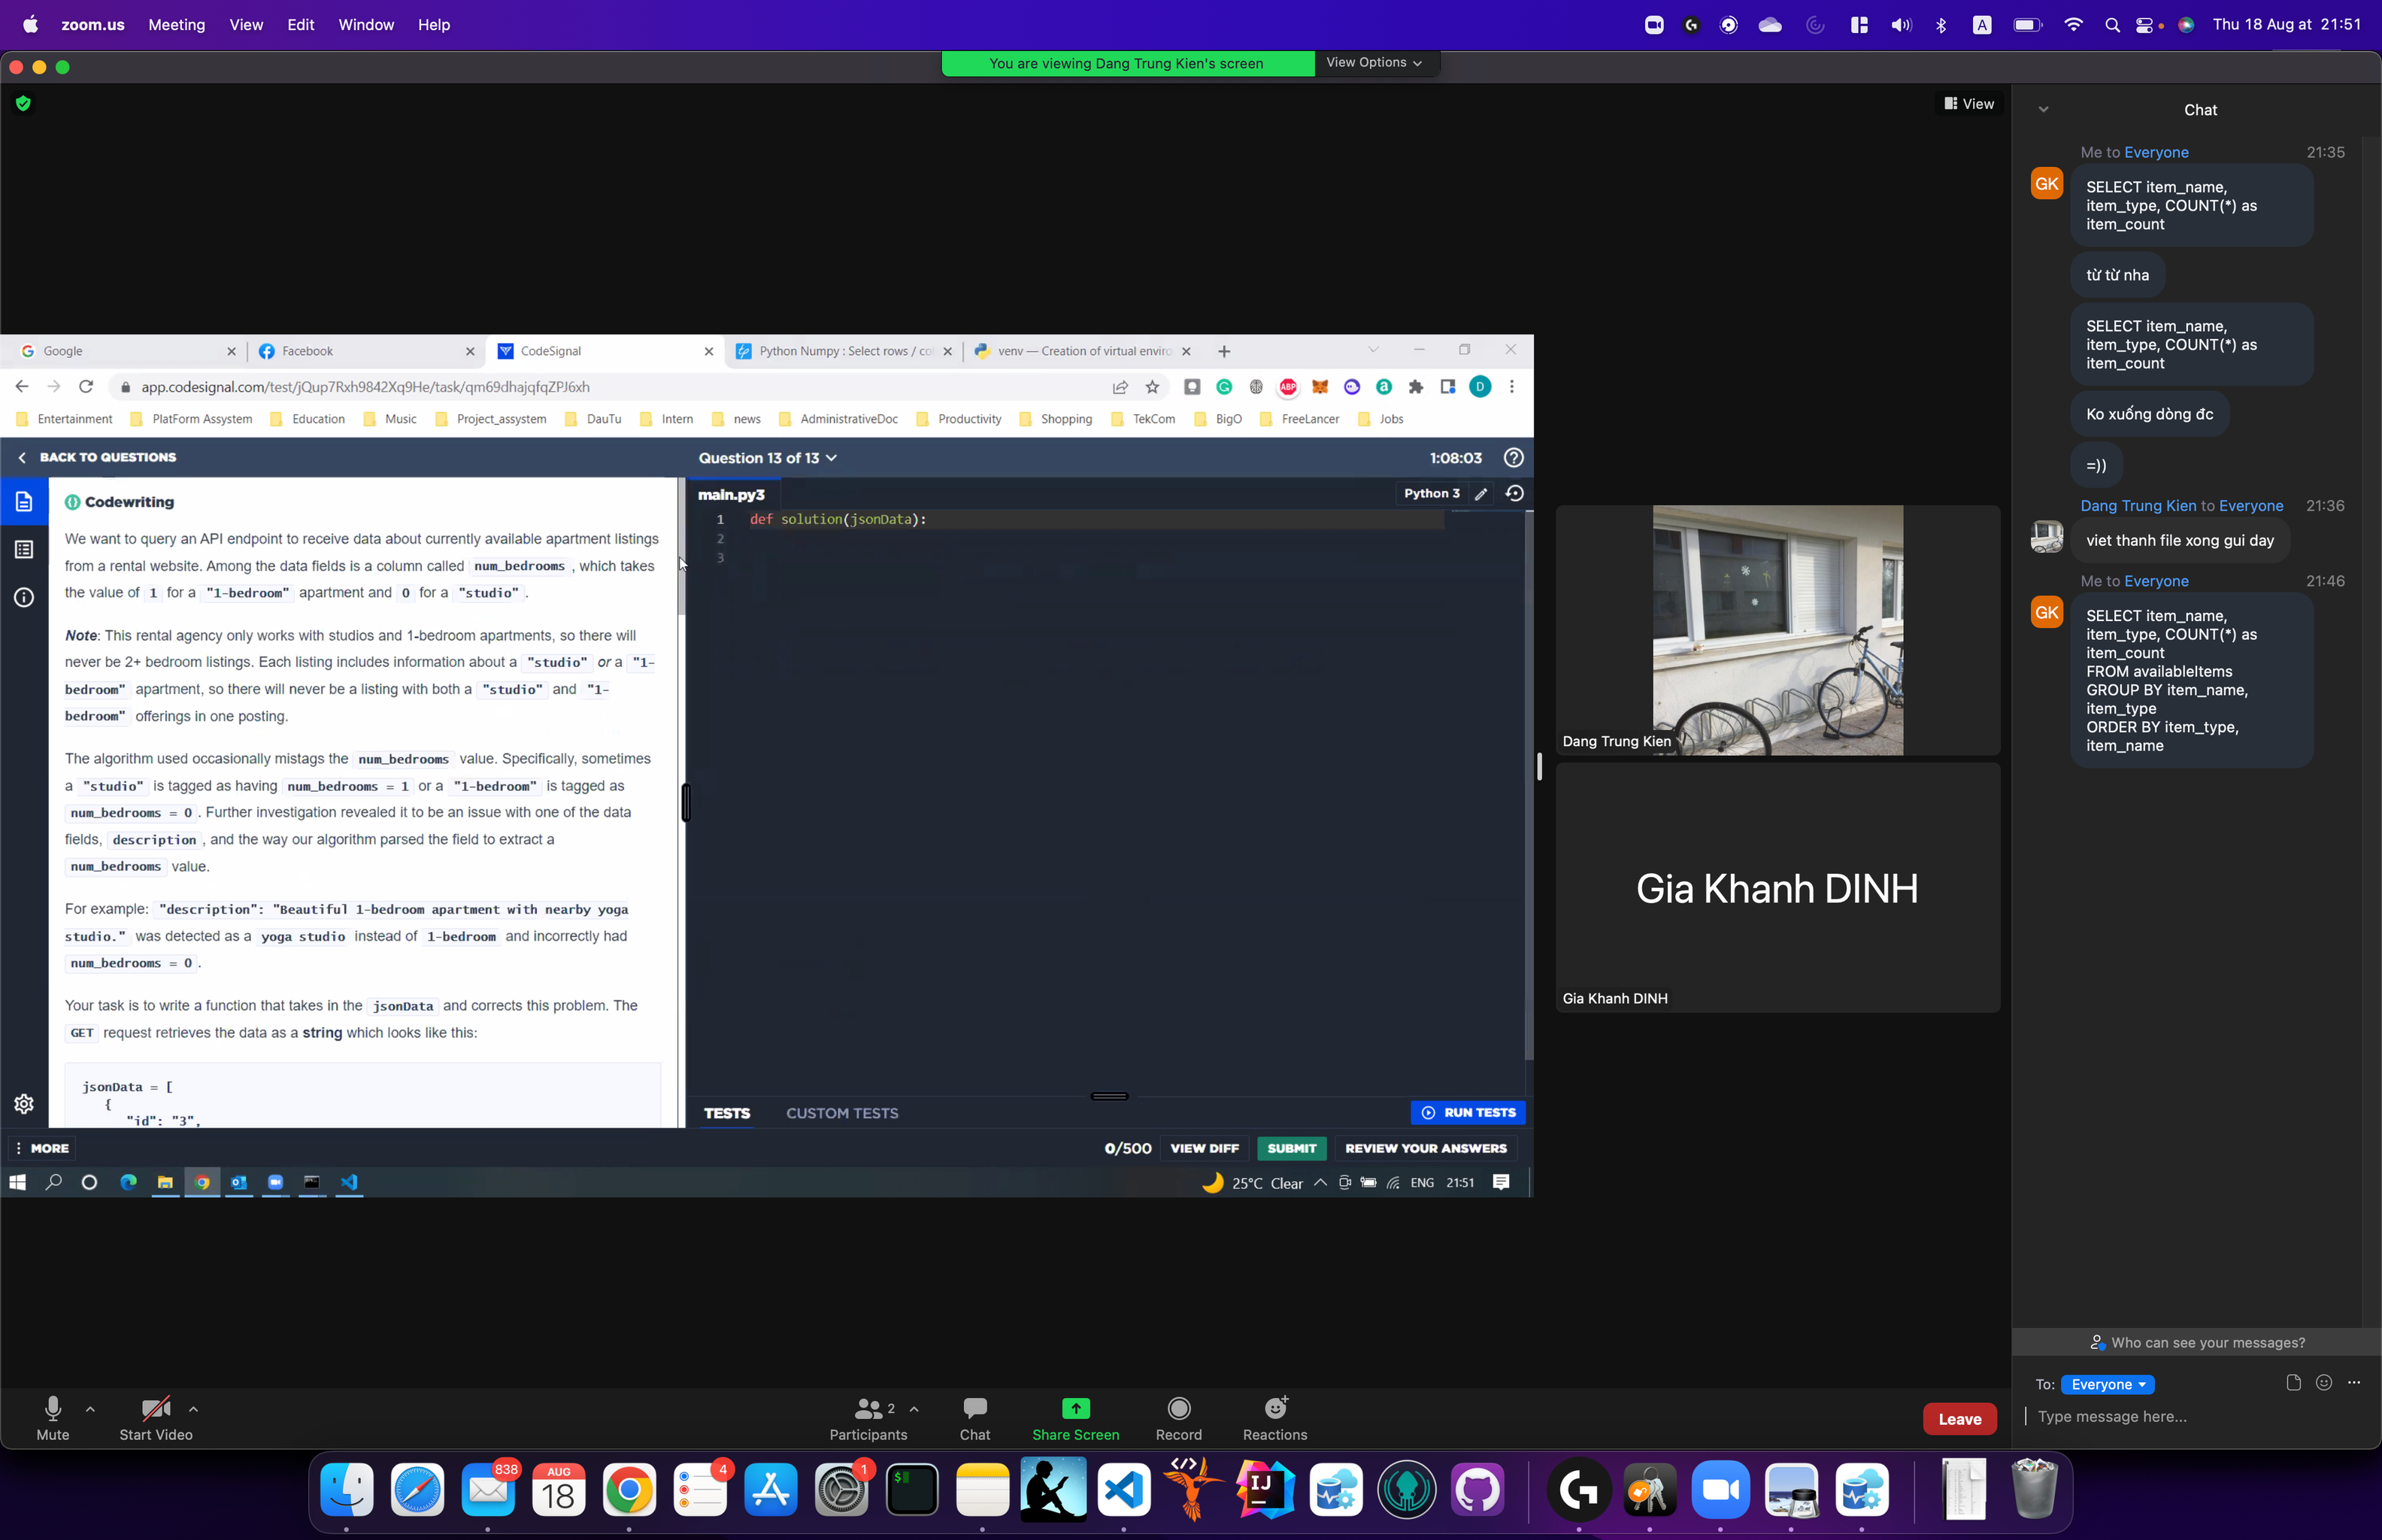 zoom.us Meeting View Edit Window Help
Thu 18 Aug at 21:51
You are viewing Dang Trung Kien's screen View Options
View
Google
Facebook
CodeSignal
Python Numpy : Select rows / co
venv — Creation of virtual enviro
app.codesignal.com/test/jQup7Rxh9842Xq9He/task/qm69dhajqfqZPJ6xh
Entertainment PlatForm Assystem Education Music Project_assystem DauTu Intern news AdministrativeDoc Productivity Shopping TekCom BigO FreeLancer Jobs
BACK TO QUESTIONS
Question 13 of 13
1:08:03
Codewriting
We want to query an API endpoint to receive data about currently available apartment listings
from a rental website. Among the data fields is a column called num_bedrooms , which takes
the value of 1 for a "1-bedroom" apartment and 0 for a "studio" .
Note: This rental agency only works with studios and 1-bedroom apartments, so there will
never be 2+ bedroom listings. Each listing includes information about a "studio" or a "1-
bedroom" apartment, so there will never be a listing with both a "studio" and "1-
bedroom" offerings in one posting.
The algorithm used occasionally mistags the num_bedrooms value. Specifically, sometimes
a "studio" is tagged as having num_bedrooms = 1 or a "1-bedroom" is tagged as
num_bedrooms = 0 . Further investigation revealed it to be an issue with one of the data
fields, description , and the way our algorithm parsed the field to extract a
num_bedrooms value.
For example: "description": "Beautiful 1-bedroom apartment with nearby yoga
studio." was detected as a yoga studio instead of 1-bedroom and incorrectly had
num_bedrooms = 0 .
Your task is to write a function that takes in the jsonData and corrects this problem. The
GET request retrieves the data as a string which looks like this:
jsonData = [
{
"id": "3",
main.py3
Python 3
1 def solution(jsonData):
2
3
TESTS CUSTOM TESTS
RUN TESTS
MORE
0/500 VIEW DIFF SUBMIT REVIEW YOUR ANSWERS
25°C Clear ENG 21:51
Dang Trung Kien
Gia Khanh DINH
Gia Khanh DINH
Chat
Me to Everyone 21:35
GK
SELECT item_name,
item_type, COUNT(*) as
item_count
từ từ nha
SELECT item_name,
item_type, COUNT(*) as
item_count
Ko xuống dòng đc
=))
Dang Trung Kien to Everyone 21:36
viet thanh file xong gui day
Me to Everyone 21:46
GK
SELECT item_name,
item_type, COUNT(*) as
item_count
FROM availableItems
GROUP BY item_name,
item_type
ORDER BY item_type,
item_name
Who can see your messages?
To: Everyone
Type message here...
Mute
Start Video
Participants 2
Chat
Share Screen
Record
Reactions
Leave
838
AUG
18
4
1
IJ